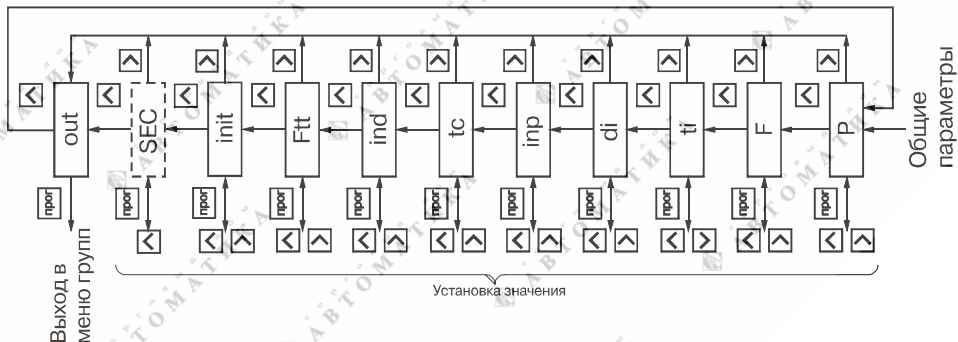 Общие
параметры
P
F
ti
di
inp
tc
ind
Ftt
init
SEC
out
прог
прог
прог
прог
прог
прог
прог
прог
прог
прог
прог
Установка значения
Выход в
меню групп
АВТОМАТИКА